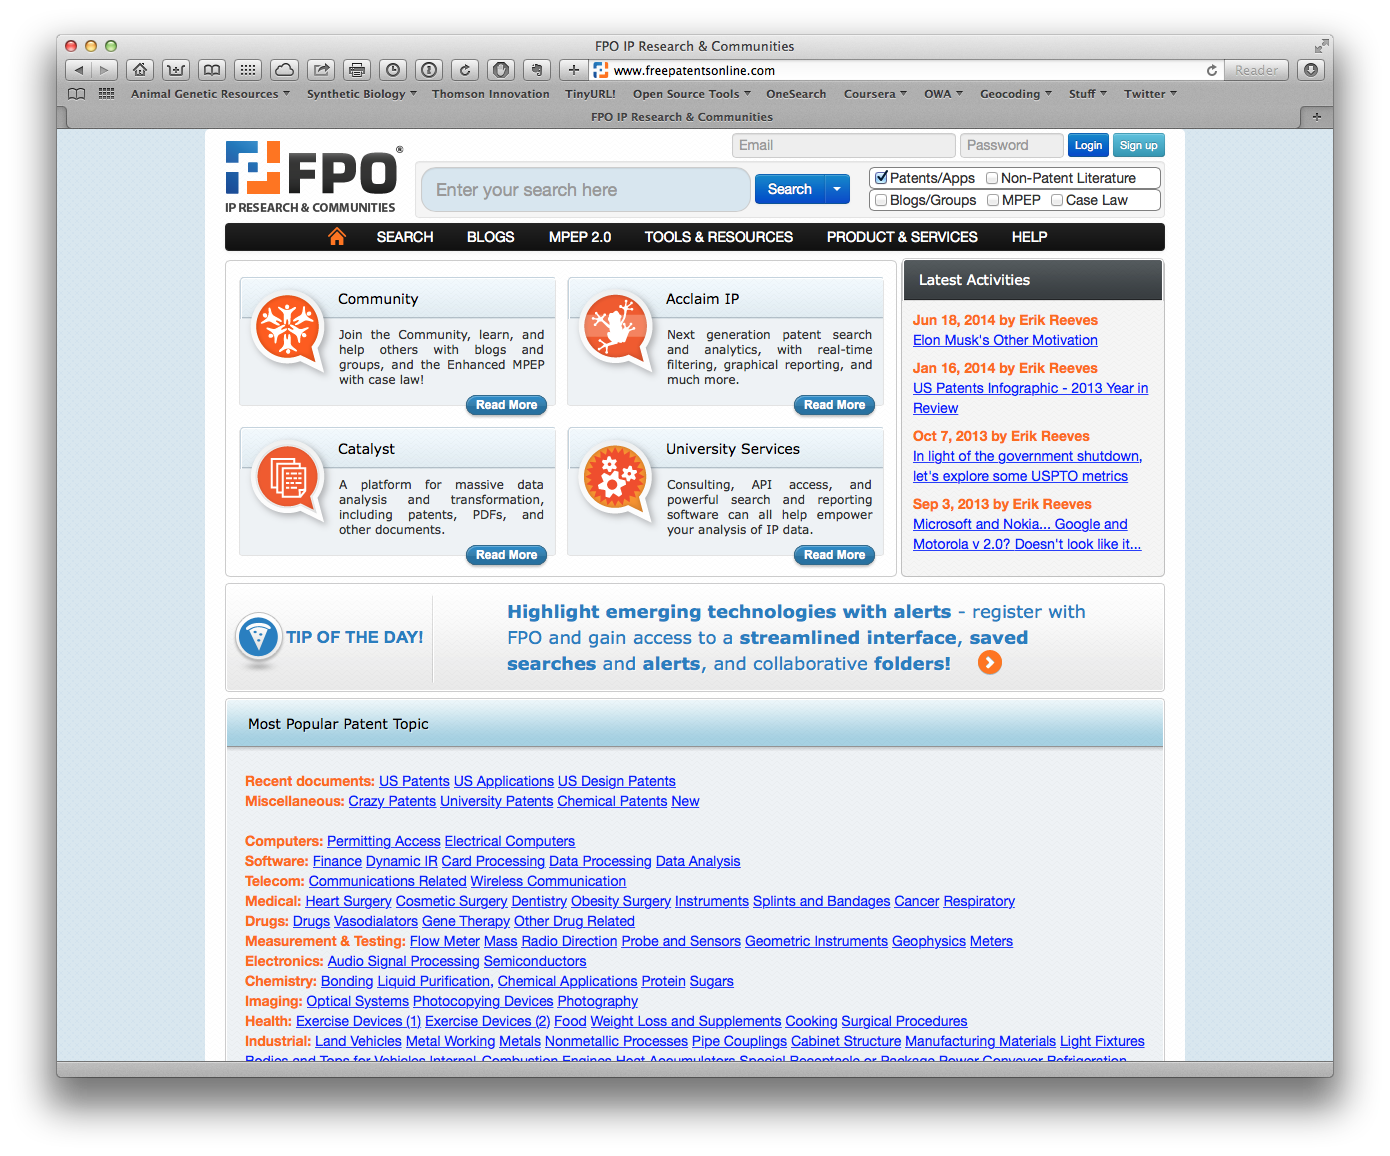 FPO IP Research & Communities
www.freepatentsonline.com
Reader
Animal Genetic Resources Synthetic Biology Thomson Innovation TinyURL! Open Source Tools OneSearch Coursera OWA Geocoding Stuff Twitter
FPO IP Research & Communities
Email Password Login Sign up
FPO®
IP RESEARCH & COMMUNITIES
Enter your search here Search
Patents/Apps Non-Patent Literature
Blogs/Groups MPEP Case Law
SEARCH BLOGS MPEP 2.0 TOOLS & RESOURCES PRODUCT & SERVICES HELP
Community
Join the Community, learn, and
help others with blogs and
groups, and the Enhanced MPEP
with case law!
Read More
Acclaim IP
Next generation patent search
and analytics, with real-time
filtering, graphical reporting, and
much more.
Read More
Catalyst
A platform for massive data
analysis and transformation,
including patents, PDFs, and
other documents.
Read More
University Services
Consulting, API access, and
powerful search and reporting
software can all help empower
your analysis of IP data.
Read More
Latest Activities
Jun 18, 2014 by Erik Reeves
Elon Musk's Other Motivation
Jan 16, 2014 by Erik Reeves
US Patents Infographic - 2013 Year in
Review
Oct 7, 2013 by Erik Reeves
In light of the government shutdown,
let's explore some USPTO metrics
Sep 3, 2013 by Erik Reeves
Microsoft and Nokia... Google and
Motorola v 2.0? Doesn't look like it...
TIP OF THE DAY!
Highlight emerging technologies with alerts - register with
FPO and gain access to a streamlined interface, saved
searches and alerts, and collaborative folders!
Most Popular Patent Topic
Recent documents: US Patents US Applications US Design Patents
Miscellaneous: Crazy Patents University Patents Chemical Patents New
Computers: Permitting Access Electrical Computers
Software: Finance Dynamic IR Card Processing Data Processing Data Analysis
Telecom: Communications Related Wireless Communication
Medical: Heart Surgery Cosmetic Surgery Dentistry Obesity Surgery Instruments Splints and Bandages Cancer Respiratory
Drugs: Drugs Vasodialators Gene Therapy Other Drug Related
Measurement & Testing: Flow Meter Mass Radio Direction Probe and Sensors Geometric Instruments Geophysics Meters
Electronics: Audio Signal Processing Semiconductors
Chemistry: Bonding Liquid Purification, Chemical Applications Protein Sugars
Imaging: Optical Systems Photocopying Devices Photography
Health: Exercise Devices (1) Exercise Devices (2) Food Weight Loss and Supplements Cooking Surgical Procedures
Industrial: Land Vehicles Metal Working Metals Nonmetallic Processes Pipe Couplings Cabinet Structure Manufacturing Materials Light Fixtures
Bodies and Tops for Vehicles Internal-Combustion Engines Heat Accumulators Special Receptacle or Package Power Conveyor Refrigeration